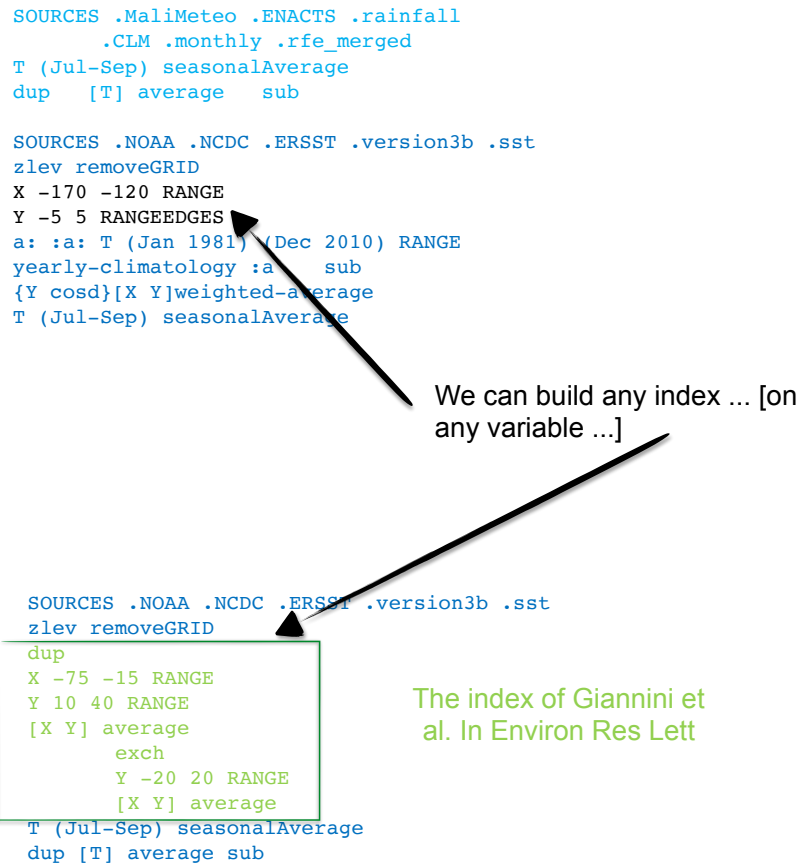 SOURCES .MaliMeteo .ENACTS .rainfall
.CLM .monthly .rfe_merged
T (Jul-Sep) seasonalAverage
dup [T] average sub
SOURCES .NOAA .NCDC .ERSST .version3b .sst
zlev removeGRID
X -170 -120 RANGE
Y -5 5 RANGEEDGES
a: :a: T (Jan 1981) (Dec 2010) RANGE
yearly-climatology :a sub
{Y cosd}[X Y]weighted-average
T (Jul-Sep) seasonalAverage
We can build any index ... [on
any variable ...]
SOURCES .NOAA .NCDC .ERSST .version3b .sst
zlev removeGRID
dup
X -75 -15 RANGE
Y 10 40 RANGE
[X Y] average
exch
Y -20 20 RANGE
[X Y] average
T (Jul-Sep) seasonalAverage
dup [T] average sub
The index of Giannini et
al. In Environ Res Lett